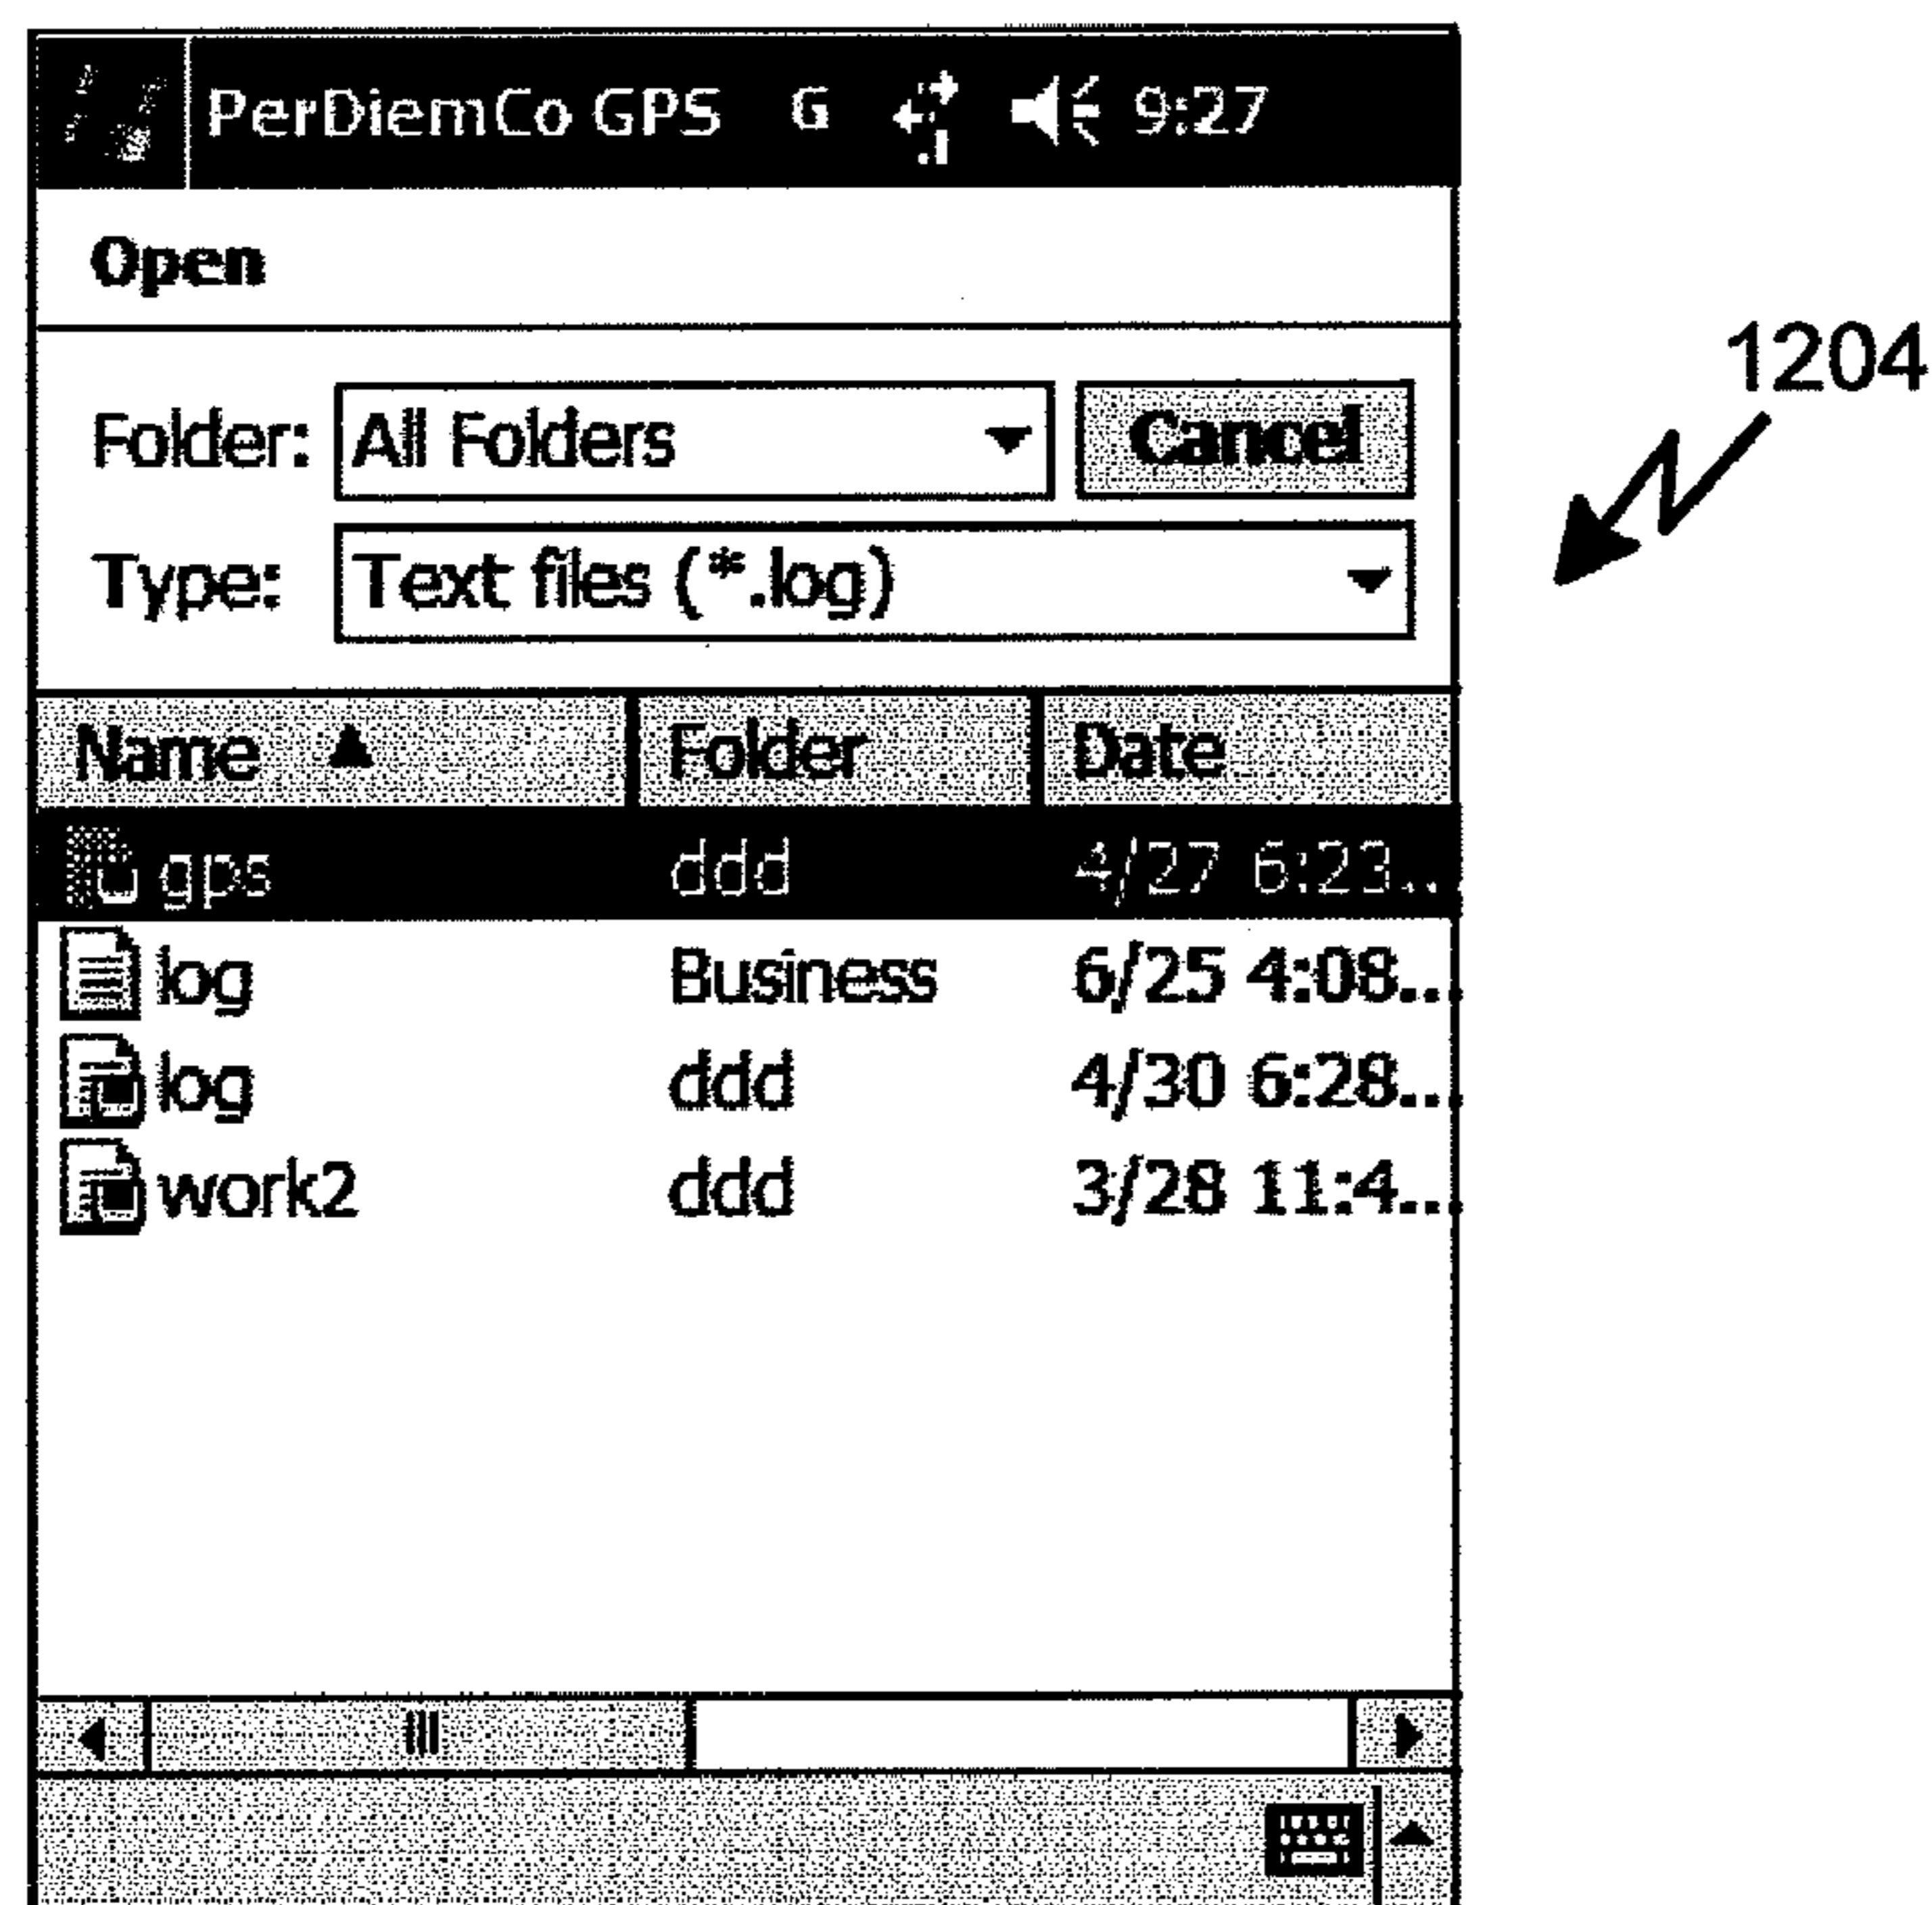 PerDiemCo GPS G 9:27
Open
1204
Folder: All Folders Cancel
Type: Text files (*.log)
Name Folder Date
gps ddd 4/27 6:23...
log Business 6/25 4:08...
log ddd 4/30 6:28...
work2 ddd 3/28 11:4...